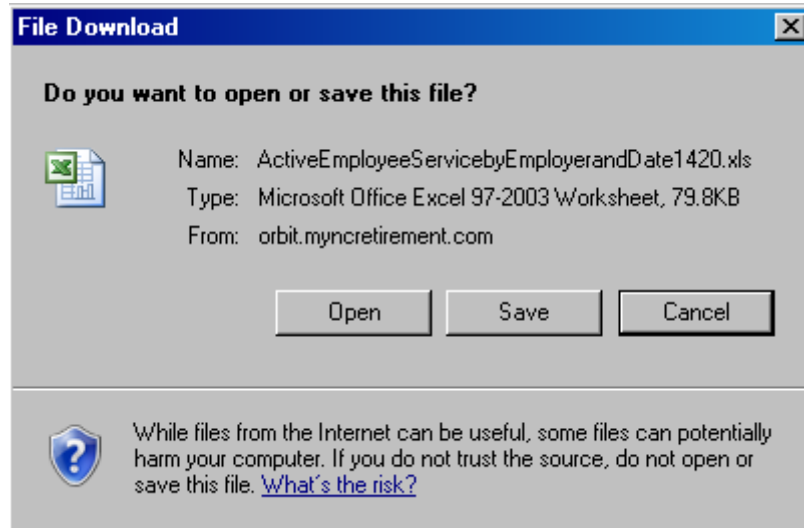 File Download
Do you want to open or save this file?
Name: ActiveEmployeeServicebyEmployerandDate1420.xls
Type: Microsoft Office Excel 97-2003 Worksheet, 79.8KB
From: orbit.myncretirement.com
Open Save Cancel
While files from the Internet can be useful, some files can potentially
harm your computer. If you do not trust the source, do not open or
save this file. What's the risk?